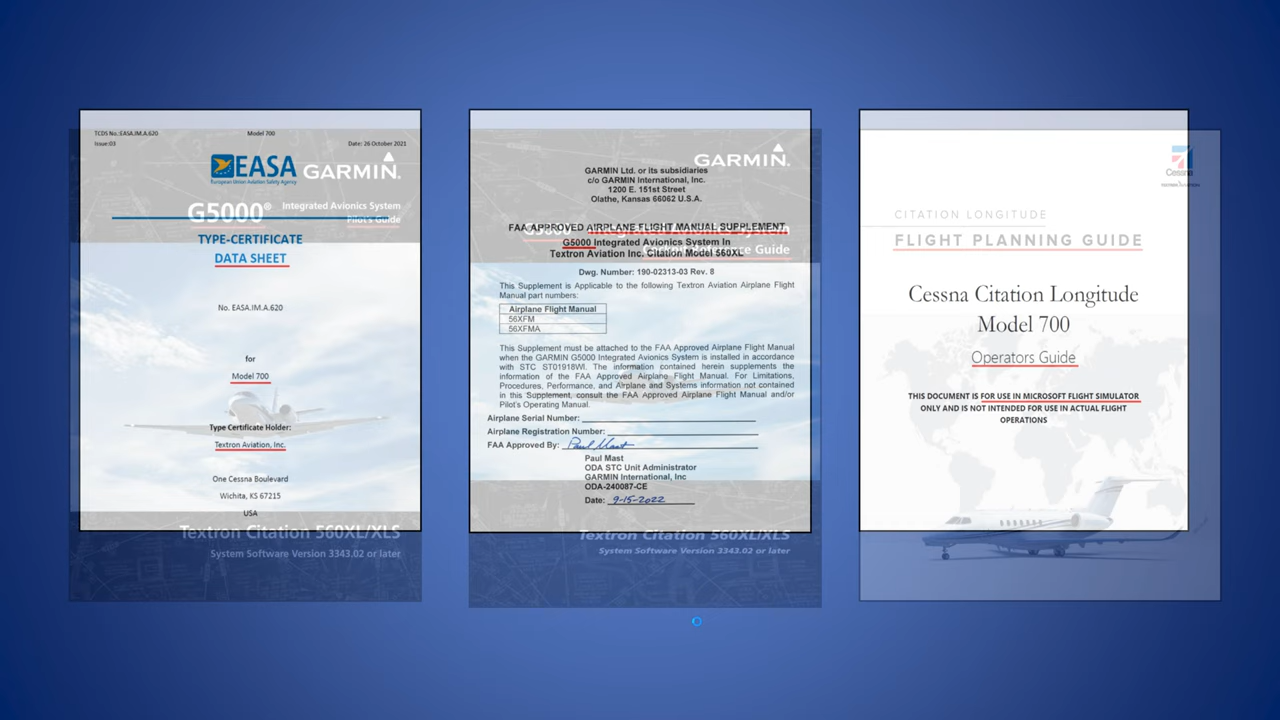 TCDS No.:EASA.IM.A.620
Model 700
Issue:03
Date: 26 October 2021
EASA
European Union Aviation Safety Agency
GARMIN.
G5000® Integrated Avionics System
Pilot's Guide
TYPE-CERTIFICATE
DATA SHEET
No. EASA.IM.A.620
for
Model 700
Type Certificate Holder:
Textron Aviation, Inc.
One Cessna Boulevard
Wichita, KS 67215
USA
Textron Citation 560XL/XLS
System Software Version 3343.02 or later
GARMIN.
GARMIN Ltd. or its subsidiaries
c/o GARMIN International, Inc.
1200 E. 151st Street
Olathe, Kansas 66062 U.S.A.
FAA APPROVED AIRPLANE FLIGHT MANUAL SUPPLEMENT
G5000 Integrated Avionics System
Guide
G5000 Integrated Avionics System In
Textron Aviation Inc. Citation Model 560XL
Dwg. Number: 190-02313-03 Rev. 8
This Supplement is Applicable to the following Textron Aviation Airplane Flight
Manual part numbers:
Airplane Flight Manual
56XFM
56XFMA
This Supplement must be attached to the FAA Approved Airplane Flight Manual
when the GARMIN G5000 Integrated Avionics System is installed in accordance
with STC ST01918WI. The information contained herein supplements the
information of the FAA Approved Airplane Flight Manual. For Limitations,
Procedures, Performance, and Airplane and Systems information not contained
in this Supplement, consult the FAA Approved Airplane Flight Manual and/or
Pilot's Operating Manual.
Airplane Serial Number:
Airplane Registration Number:
FAA Approved By: Paul Mast
Paul Mast
ODA STC Unit Administrator
GARMIN International, Inc
ODA-240087-CE
Date: 9-15-2022
Textron Citation 560XL/XLS
System Software Version 3343.02 or later
Cessna
CITATION LONGITUDE
FLIGHT PLANNING GUIDE
Cessna Citation Longitude
Model 700
Operators Guide
THIS DOCUMENT IS FOR USE IN MICROSOFT FLIGHT SIMULATOR
ONLY AND IS NOT INTENDED FOR USE IN ACTUAL FLIGHT
OPERATIONS